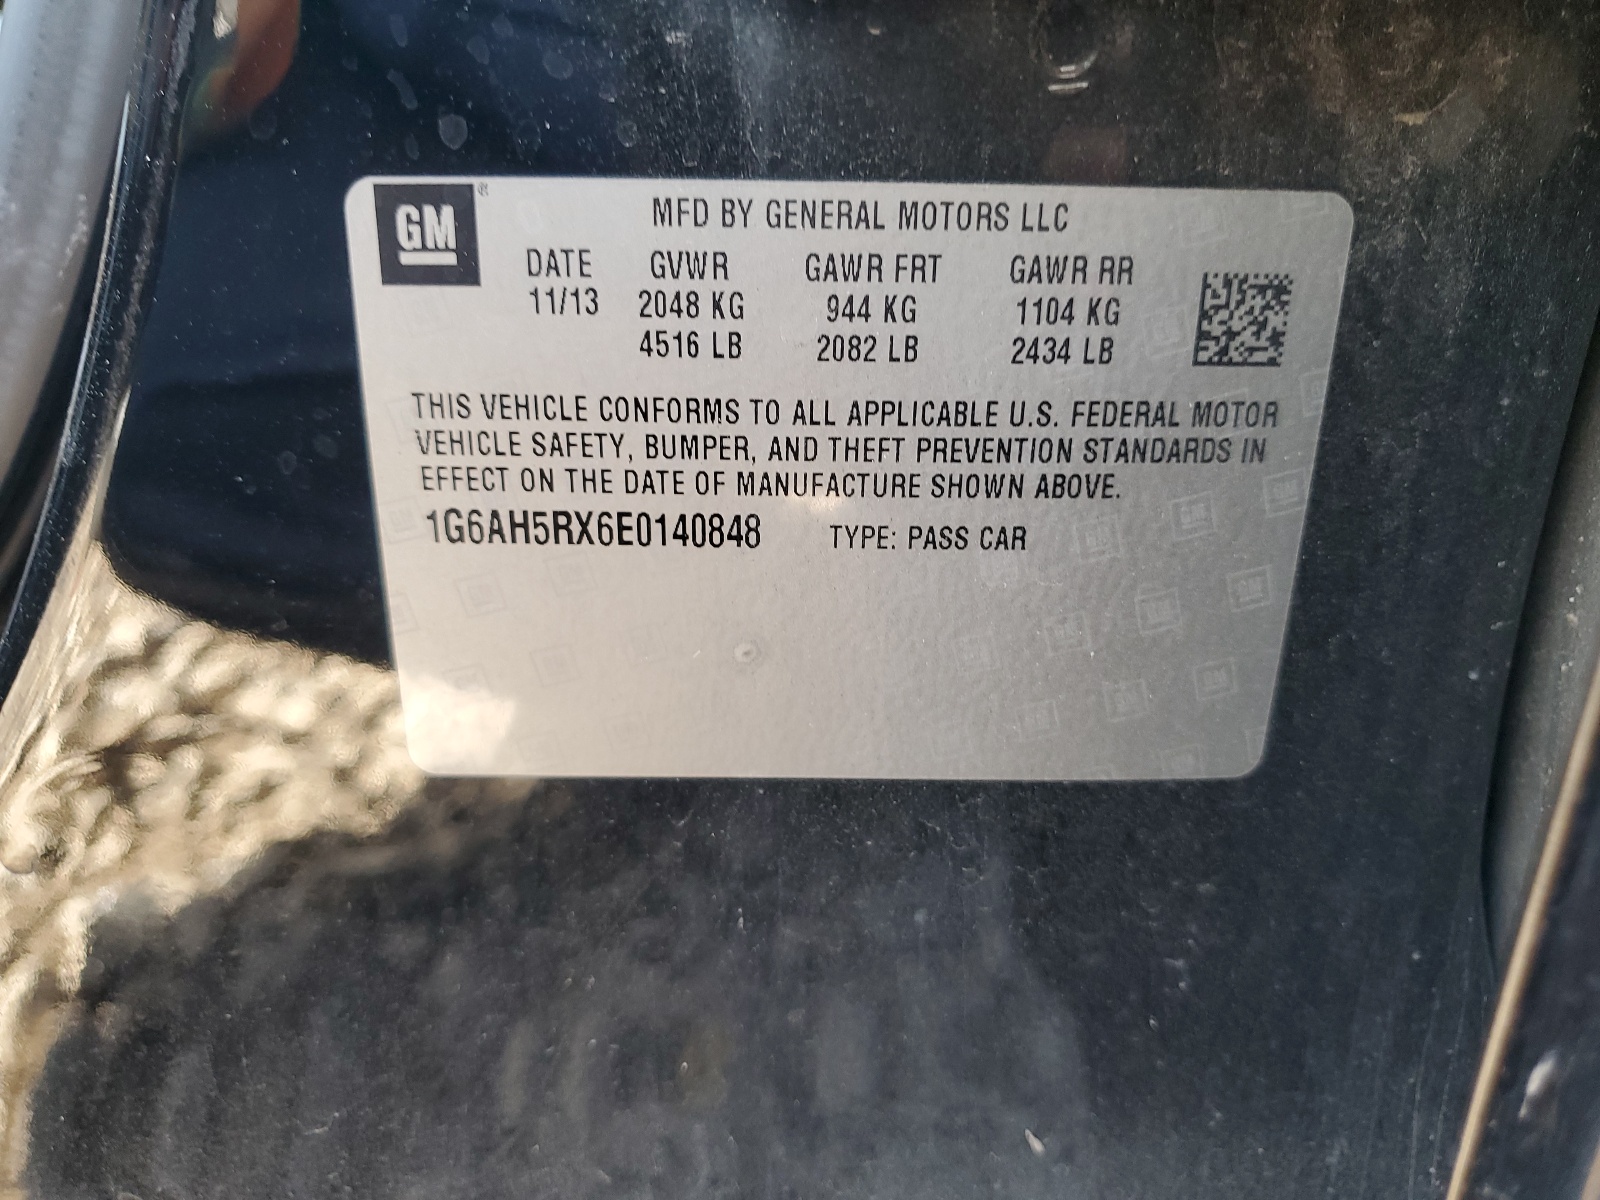 GM ®
MFD BY GENERAL MOTORS LLC
DATE GVWR GAWR FRT GAWR RR
11/13 2048 KG 944 KG 1104 KG
4516 LB 2082 LB 2434 LB
THIS VEHICLE CONFORMS TO ALL APPLICABLE U.S. FEDERAL MOTOR
VEHICLE SAFETY, BUMPER, AND THEFT PREVENTION STANDARDS IN
EFFECT ON THE DATE OF MANUFACTURE SHOWN ABOVE.
1G6AH5RX6E0140848 TYPE: PASS CAR